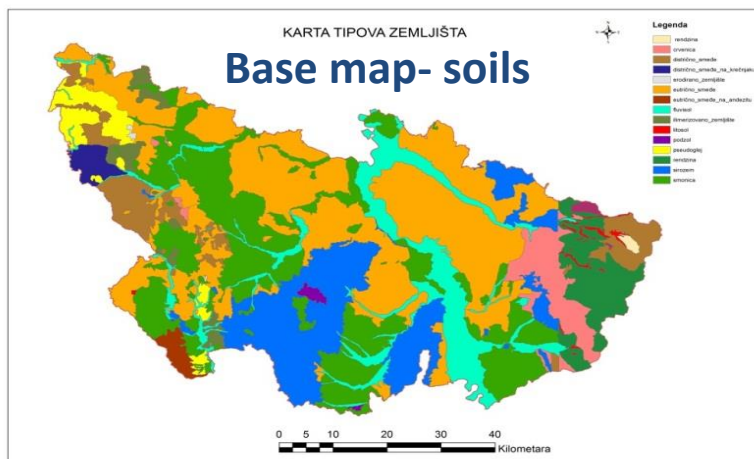 KARTA TIPOVA ZEMLJIŠTA
Base map- soils
Legenda
rendzina
crvenica
distrično_smeđe
distrično_smeđe_na_krečnjaku
erodirano_zemljište
eutrično_smeđe
eutrično_smeđe_na_andezitu
fluvisol
ilimerizovano_zemljište
litosol
podzol
pseudoglej
rendzina
sirozem
smonica
0 5 10 20 30 40
Kilometara